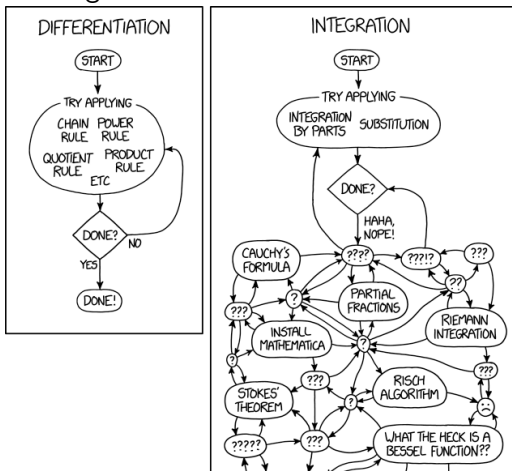 DIFFERENTIATION
START
TRY APPLYING
CHAIN RULE
POWER RULE
QUOTIENT RULE
PRODUCT RULE
ETC
DONE?
NO
YES
DONE!
INTEGRATION
START
TRY APPLYING
INTEGRATION
BY PARTS
SUBSTITUTION
DONE?
HAHA,
NOPE!
CAUCHY'S
FORMULA
????
???!?
???
??
?
PARTIAL
FRACTIONS
???
INSTALL
MATHEMATICA
?
RIEMANN
INTEGRATION
?
???
???
STOKES'
THEOREM
RISCH
ALGORITHM
?
?????
???
WHAT THE HECK IS A
BESSEL FUNCTION??